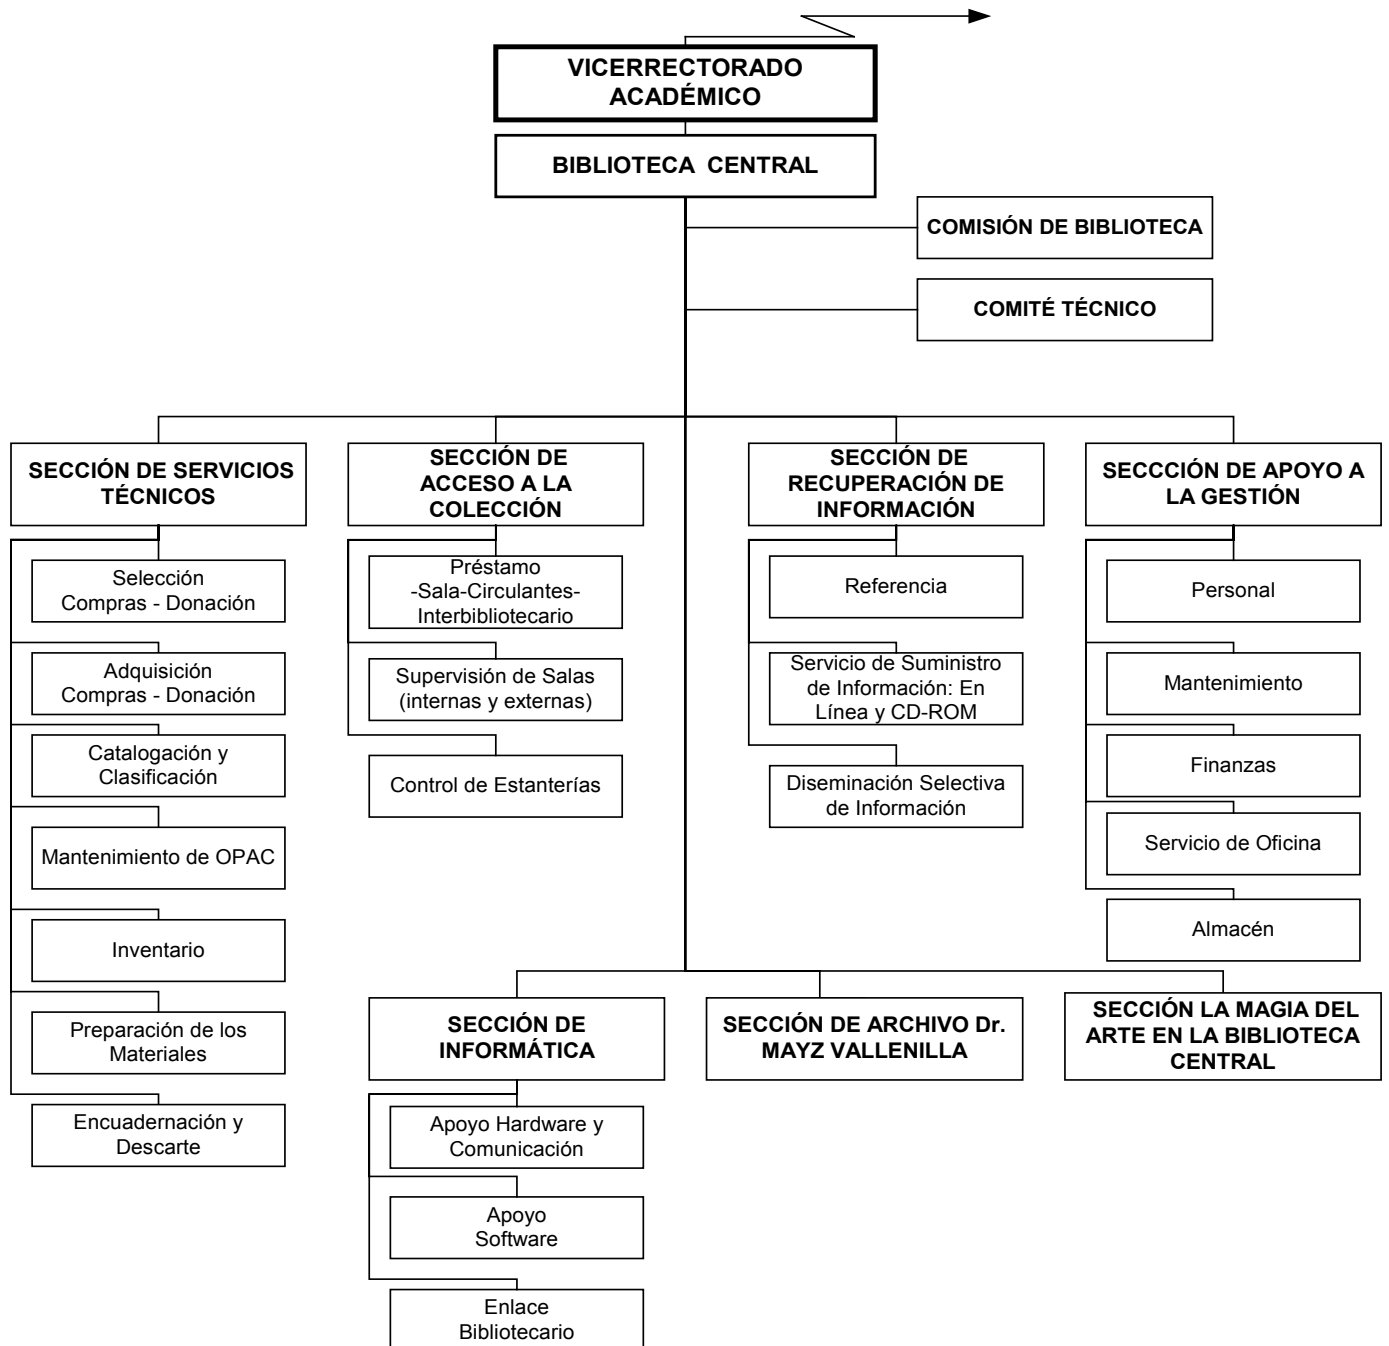 VICERRECTORADO
ACADÉMICO
BIBLIOTECA CENTRAL
COMISIÓN DE BIBLIOTECA
COMITÉ TÉCNICO
SECCIÓN DE SERVICIOS
TÉCNICOS
Selección
Compras - Donación
Adquisición
Compras - Donación
Catalogación y
Clasificación
Mantenimiento de OPAC
Inventario
Preparación de los
Materiales
Encuadernación y
Descarte
SECCIÓN DE
ACCESO A LA
COLECCIÓN
Préstamo
-Sala-Circulantes-
Interbibliotecario
Supervisión de Salas
(internas y externas)
Control de Estanterías
SECCIÓN DE
RECUPERACIÓN DE
INFORMACIÓN
Referencia
Servicio de Suministro
de Información: En
Línea y CD-ROM
Diseminación Selectiva
de Información
SECCCIÓN DE APOYO A
LA GESTIÓN
Personal
Mantenimiento
Finanzas
Servicio de Oficina
Almacén
SECCIÓN DE
INFORMÁTICA
Apoyo Hardware y
Comunicación
Apoyo
Software
Enlace
Bibliotecario
SECCIÓN DE ARCHIVO Dr.
MAYZ VALLENILLA
SECCIÓN LA MAGIA DEL
ARTE EN LA BIBLIOTECA
CENTRAL